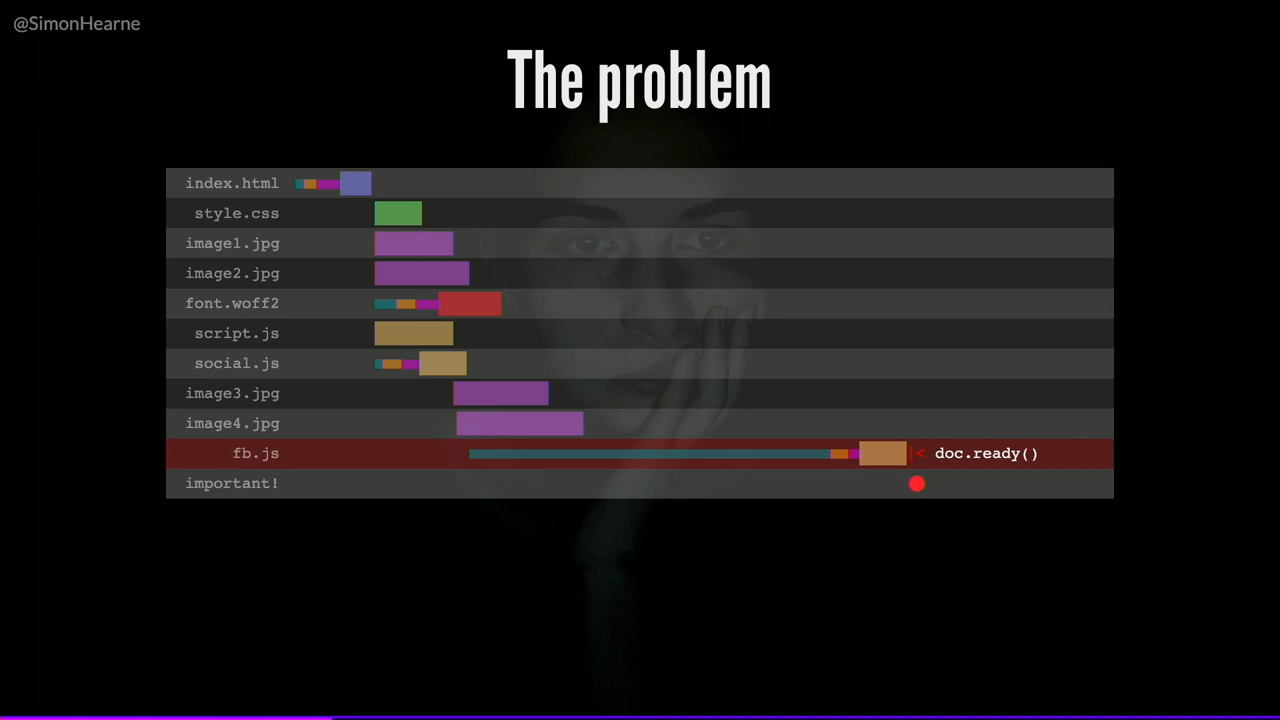 @SimonHearne
The problem
index.html
style.css
image1.jpg
image2.jpg
font.woff2
script.js
social.js
image3.jpg
image4.jpg
fb.js |< doc.ready()
important!